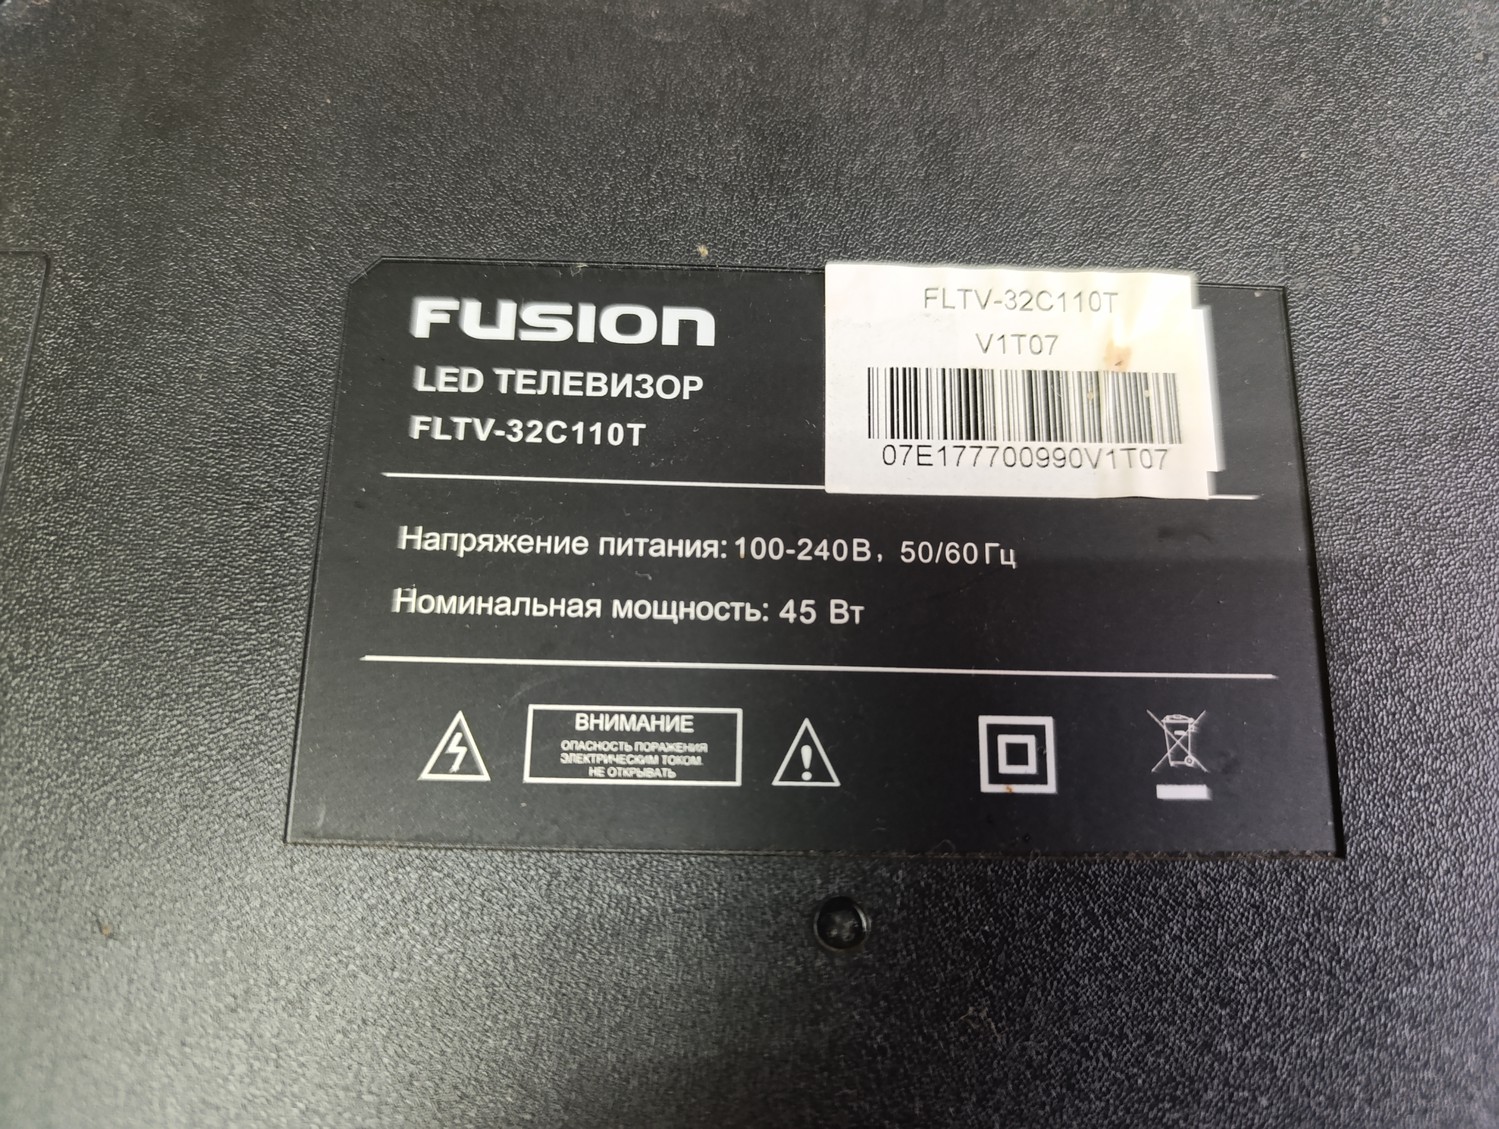 FUSION
LED ТЕЛЕВИЗОР
FLTV-32C110T
FLTV-32C110T
V1T07
07E177700990V1T07
Напряжение питания: 100-240В, 50/60Гц
Номинальная мощность: 45 Вт
ВНИМАНИЕ
ОПАСНОСТЬ ПОРАЖЕНИЯ
ЭЛЕКТРИЧЕСКИМ ТОКОМ.
НЕ ОТКРЫВАТЬ